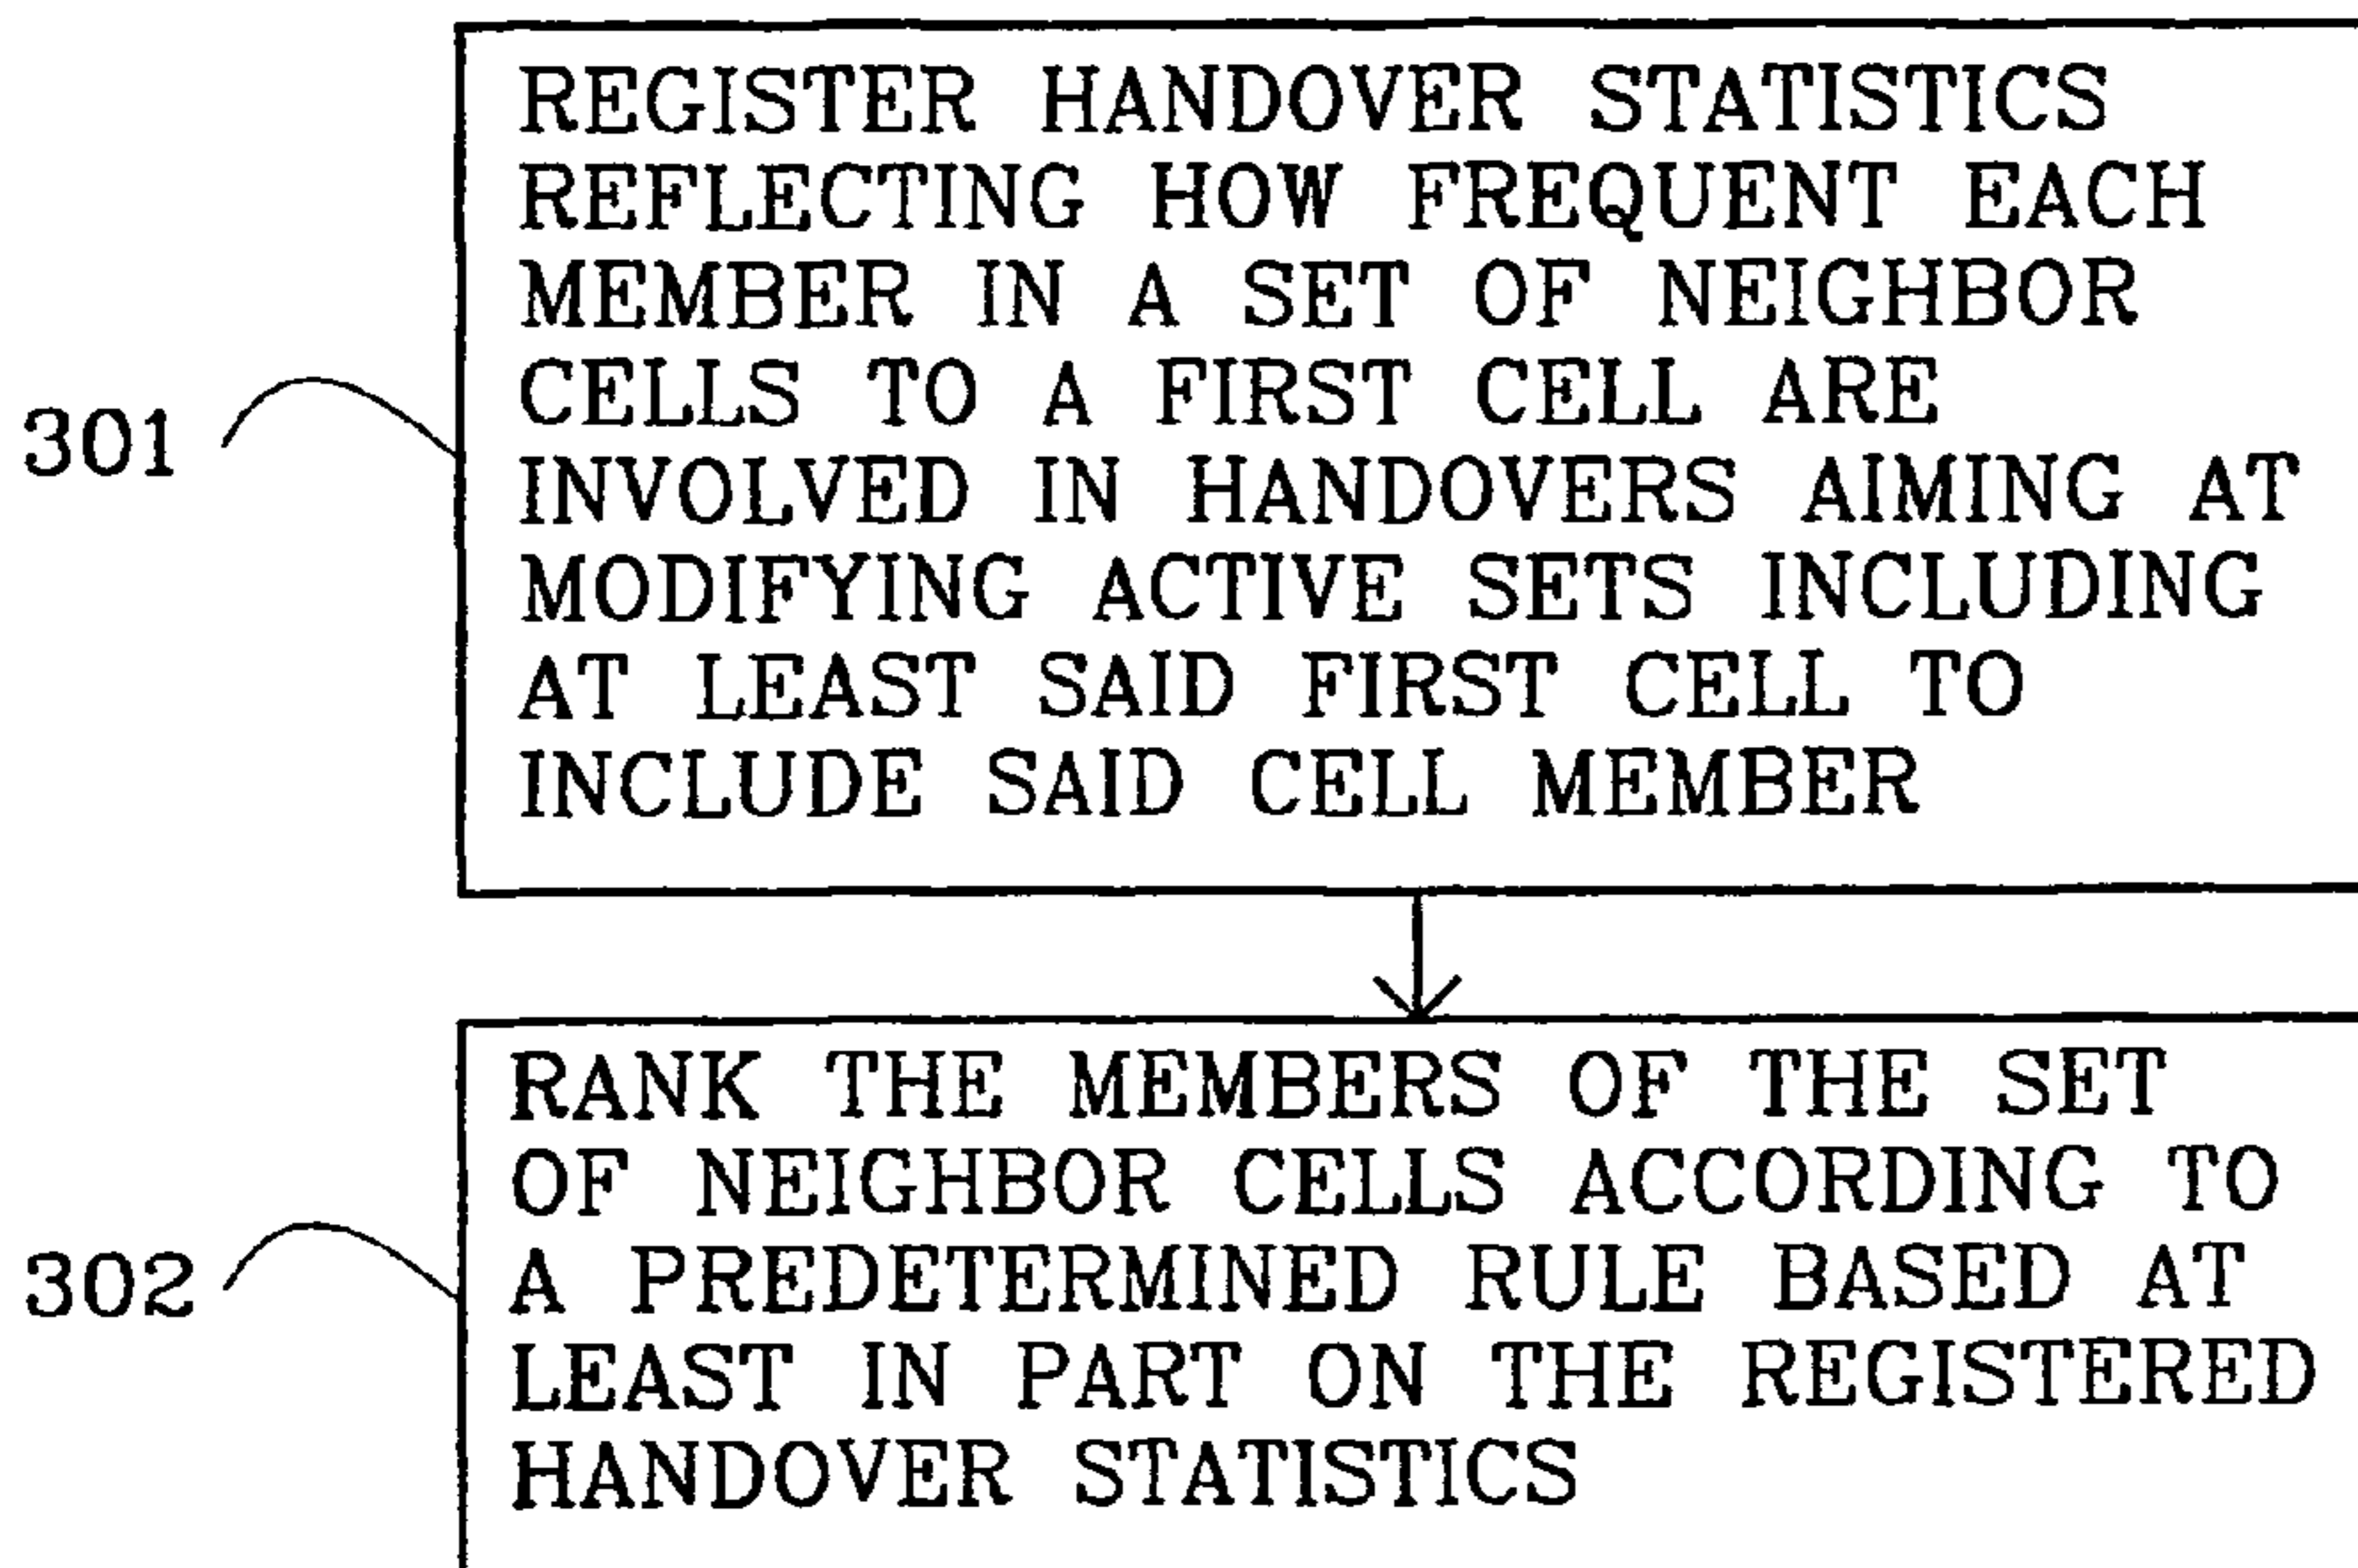 REGISTER HANDOVER STATISTICS
REFLECTING HOW FREQUENT EACH
MEMBER IN A SET OF NEIGHBOR
CELLS TO A FIRST CELL ARE
INVOLVED IN HANDOVERS AIMING AT
MODIFYING ACTIVE SETS INCLUDING
AT LEAST SAID FIRST CELL TO
INCLUDE SAID CELL MEMBER
301
RANK THE MEMBERS OF THE SET
OF NEIGHBOR CELLS ACCORDING TO
A PREDETERMINED RULE BASED AT
LEAST IN PART ON THE REGISTERED
HANDOVER STATISTICS
302